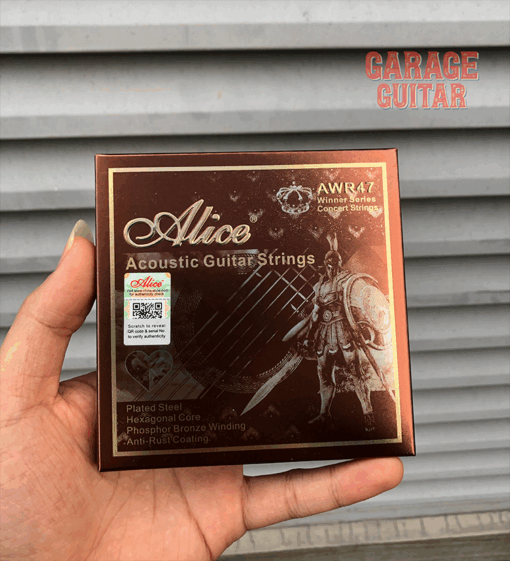 GARAGE
GUITAR
AWR47
Winner Series
Concert Strings
Alice®
Acoustic Guitar Strings
Alice®
Scratch to reveal
QR code & serial No.
to verify authenticity
Plated Steel
Hexagonal Core
Phosphor Bronze Winding
Anti-Rust Coating